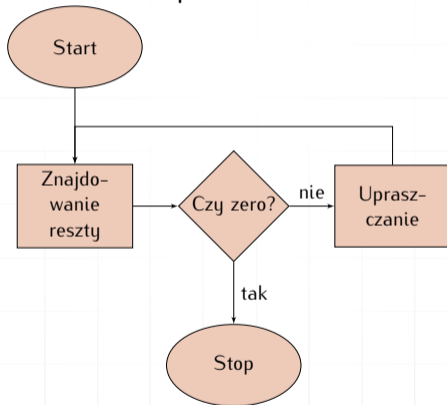 Start
Znajdo-
wanie
reszty
Czy zero?
nie
Uprasz-
czanie
tak
Stop